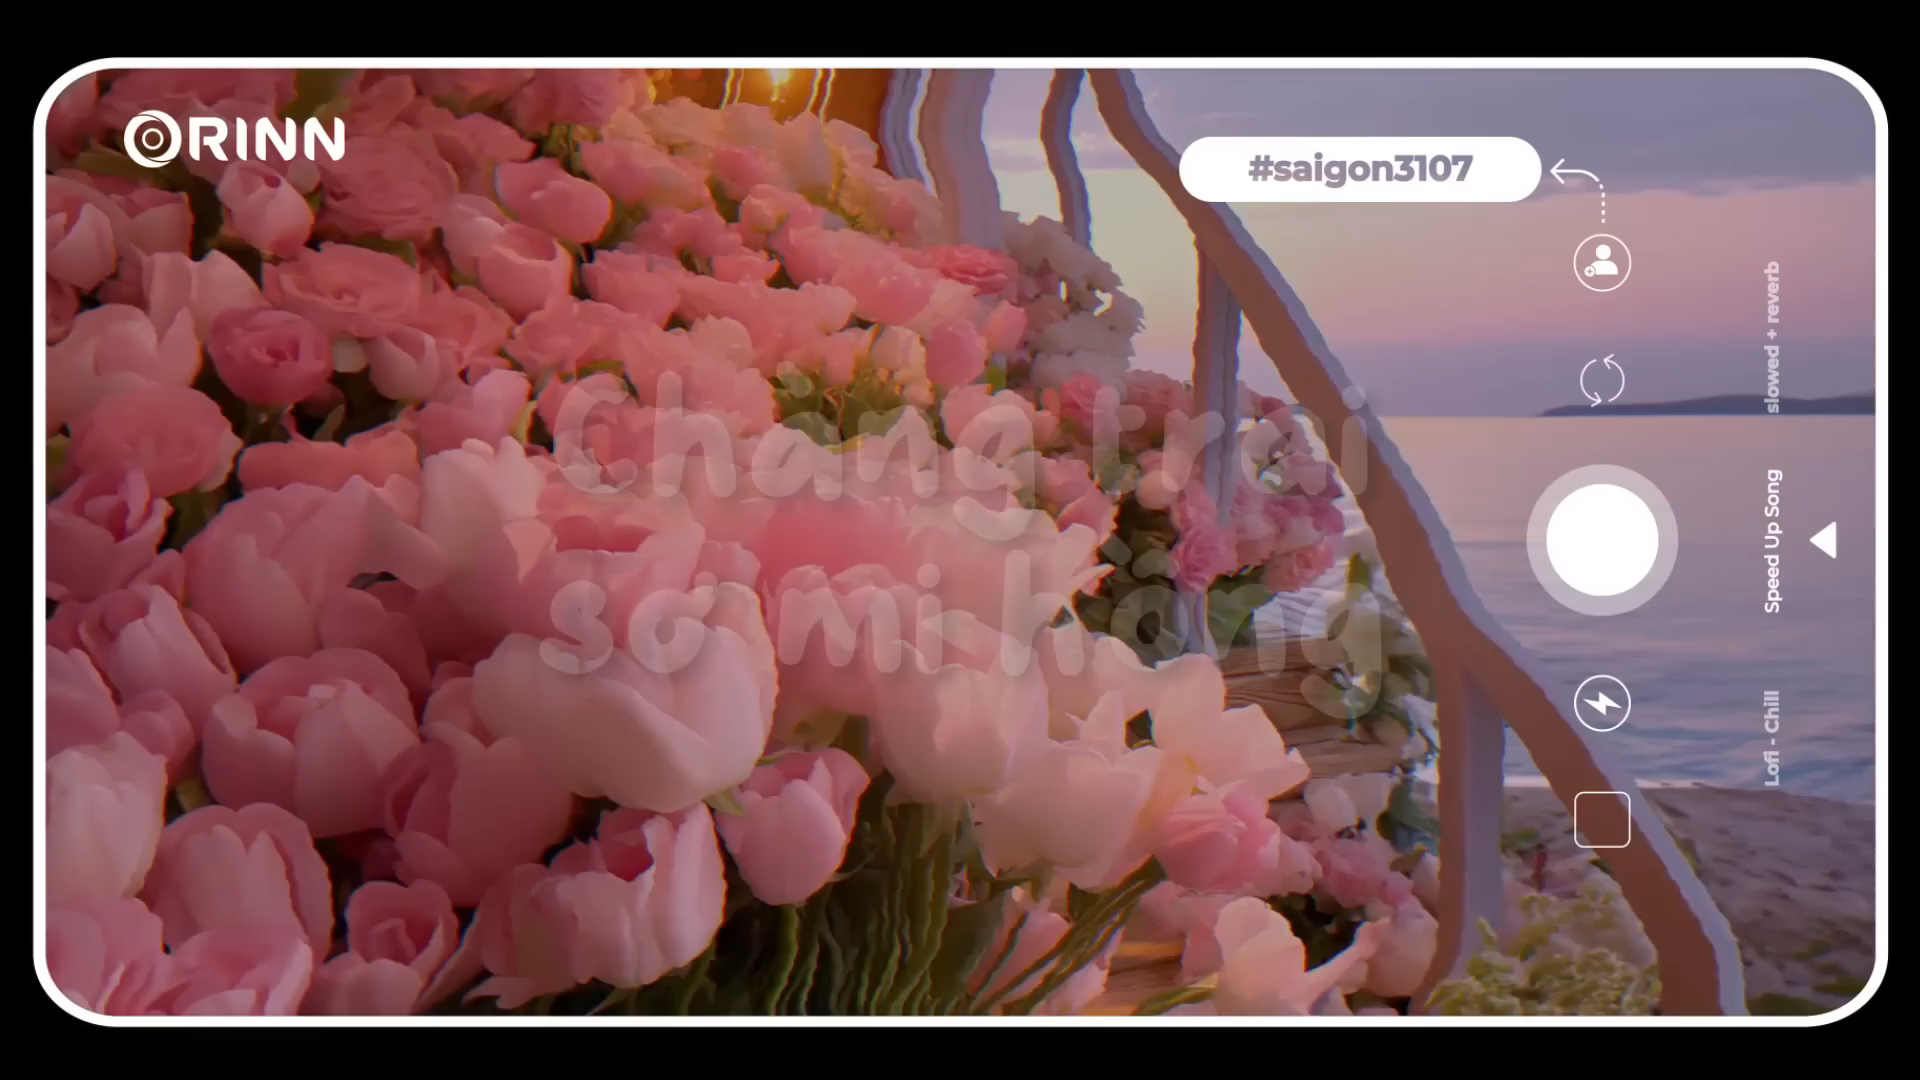 ORINN
#saigon3107
Chàng trai
sơ mi hồng
slowed + reverb
Speed Up Song
Lofi - Chill